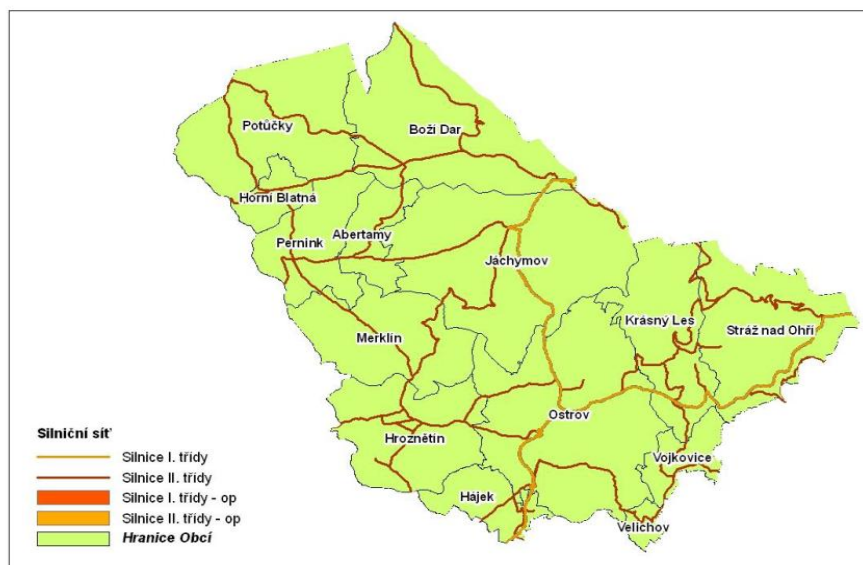 Potůčky
Boží Dar
Horní Blatná
Abertamy
Pernink
Jáchymov
Krásný Les
Stráž nad Ohří
Merklín
Ostrov
Hroznětín
Vojkovice
Hájek
Velichov
Silniční síť
Silnice I. třídy
Silnice II. třídy
Silnice I. třídy - op
Silnice II. třídy - op
Hranice Obcí